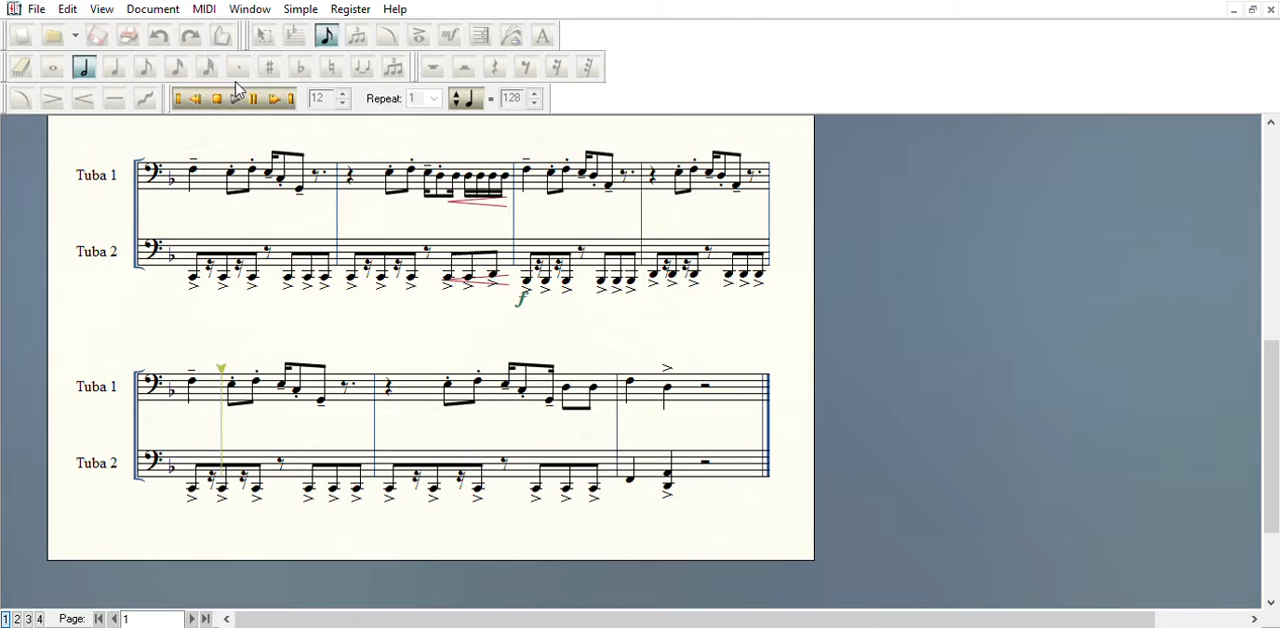 File Edit View Document MIDI Window Simple Register Help
mf A
12 Repeat: 1 = 128
Tuba 1
Tuba 2
f
Tuba 1
Tuba 2
1 2 3 4 Page: 1